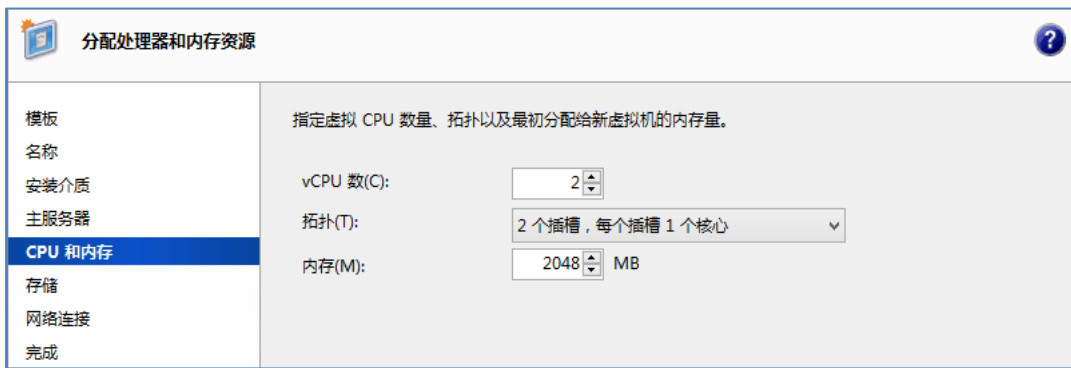 分配处理器和内存资源
?
模板
名称
安装介质
主服务器
CPU 和内存
存储
网络连接
完成
指定虚拟 CPU 数量、拓扑以及最初分配给新虚拟机的内存量。
vCPU 数(C): 2
拓扑(T): 2 个插槽，每个插槽 1 个核心
内存(M): 2048 MB